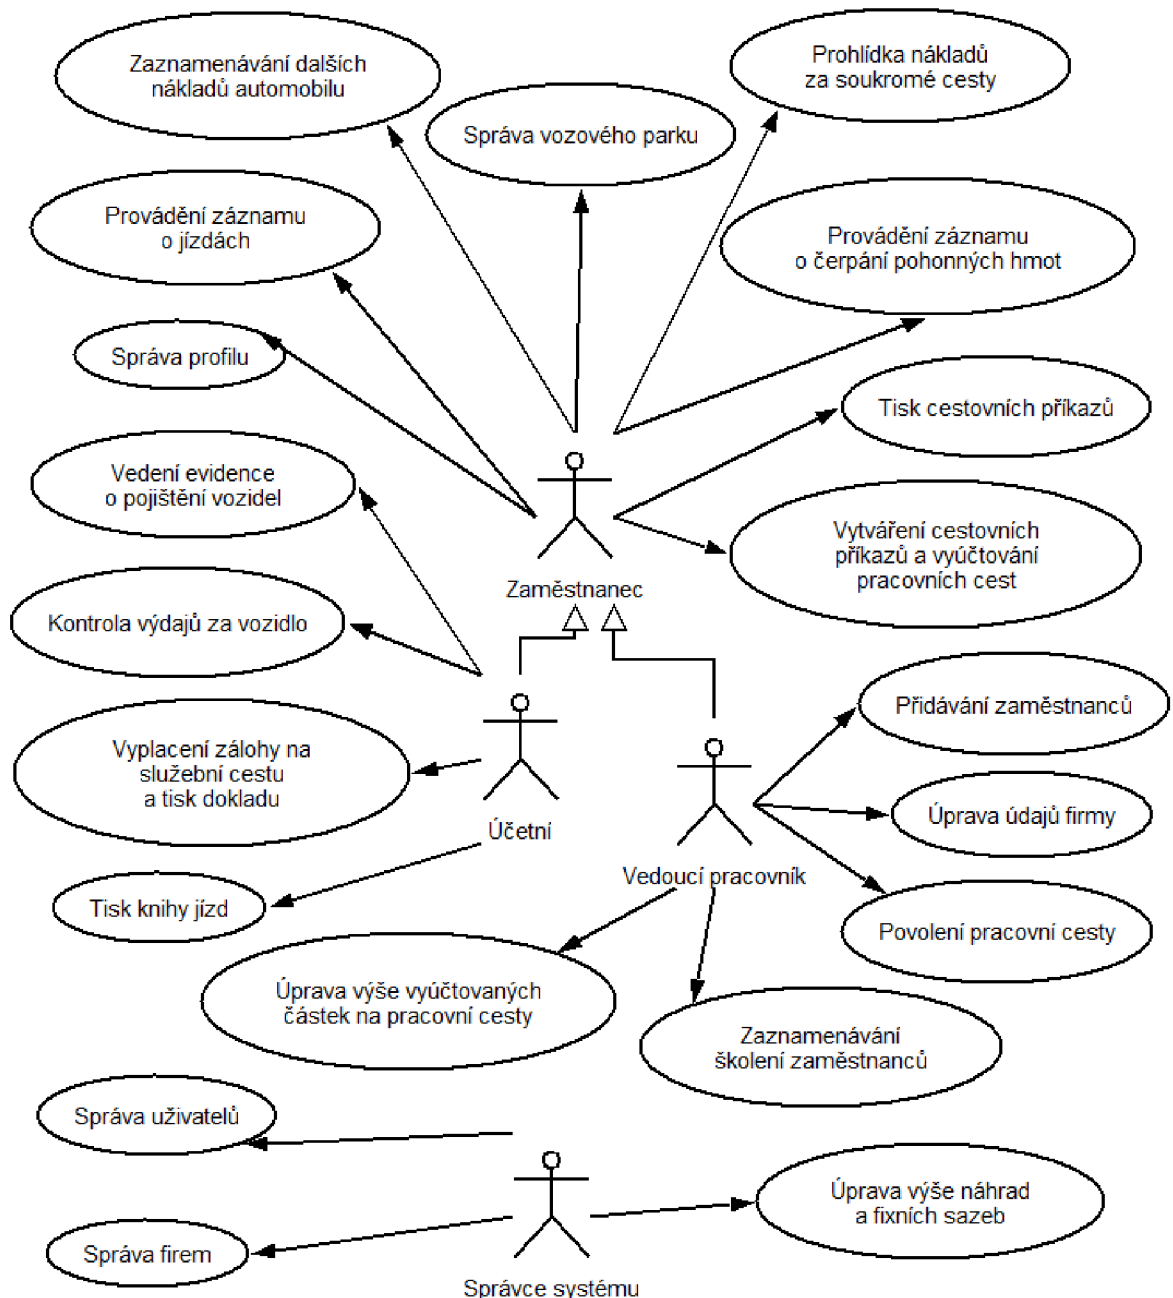 Zaznamenávání dalších
nákladů automobilu
Prohlídka nákladů
za soukromé cesty
Správa vozového parku
Provádění záznamu
o jízdách
Provádění záznamu
o čerpání pohonných hmot
Správa profilu
Tisk cestovních příkazů
Vedení evidence
o pojištění vozidel
Vytváření cestovních
příkazů a vyúčtování
pracovních cest
Zaměstnanec
Kontrola výdajů za vozidlo
Přidávání zaměstnanců
Vyplacení zálohy na
služební cestu
a tisk dokladu
Úprava údajů firmy
Účetní
Vedoucí pracovník
Tisk knihy jízd
Povolení pracovní cesty
Úprava výše vyúčtovaných
částek na pracovní cesty
Zaznamenávání
školení zaměstnanců
Správa uživatelů
Úprava výše náhrad
a fixních sazeb
Správa firem
Správce systému